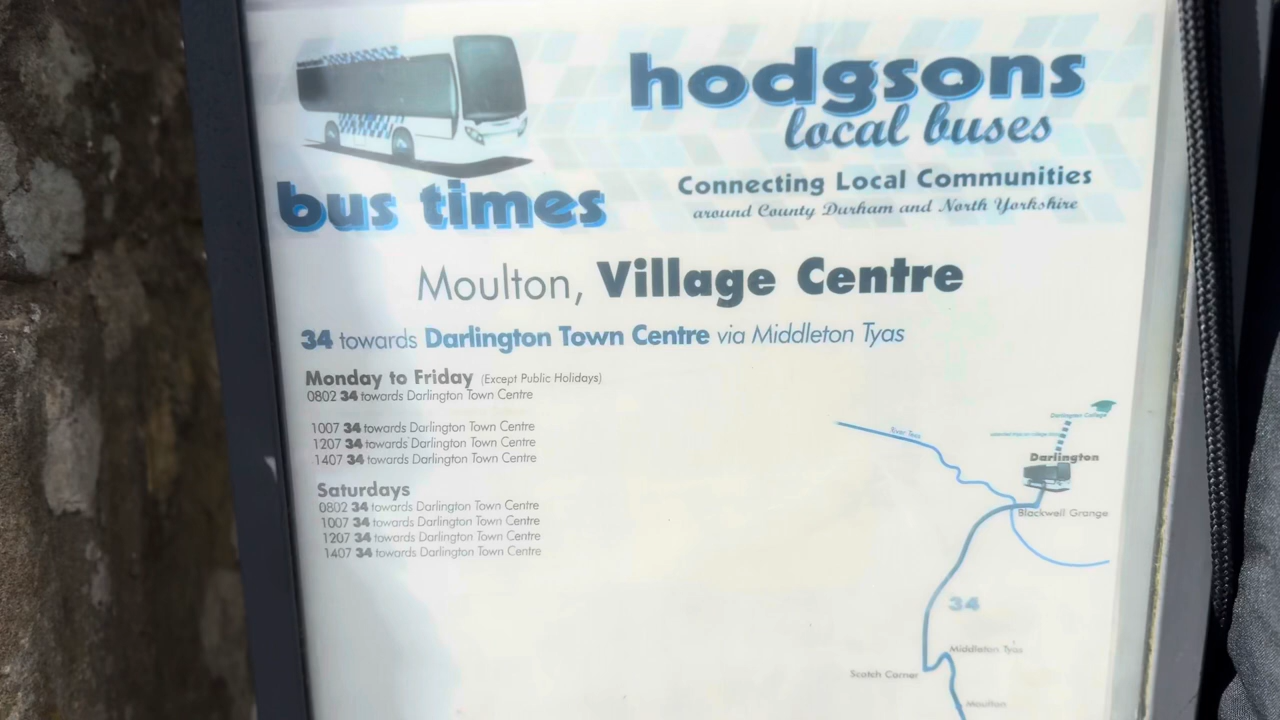 hodgsons
local buses
bus times
Connecting Local Communities
around County Durham and North Yorkshire
Moulton, Village Centre
34 towards Darlington Town Centre via Middleton Tyas
Monday to Friday (Except Public Holidays)
0802 34 towards Darlington Town Centre
1007 34 towards Darlington Town Centre
1207 34 towards Darlington Town Centre
1407 34 towards Darlington Town Centre
Saturdays
0802 34 towards Darlington Town Centre
1007 34 towards Darlington Town Centre
1207 34 towards Darlington Town Centre
1407 34 towards Darlington Town Centre
Darlington College
River Tees
Darlington
Blackwell Grange
34
Middleton Tyas
Scotch Corner
Moulton